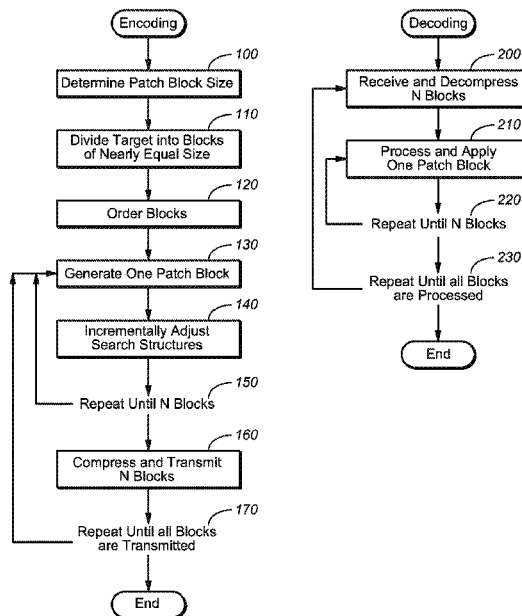 Encoding
100
Determine Patch Block Size
110
Divide Target into Blocks
of Nearly Equal Size
120
Order Blocks
130
Generate One Patch Block
140
Incrementally Adjust
Search Structures
150
Repeat Until N Blocks
160
Compress and Transmit
N Blocks
170
Repeat Until all Blocks
are Transmitted
End
Decoding
200
Receive and Decompress
N Blocks
210
Process and Apply
One Patch Block
220
Repeat Until N Blocks
230
Repeat Until all Blocks
are Processed
End